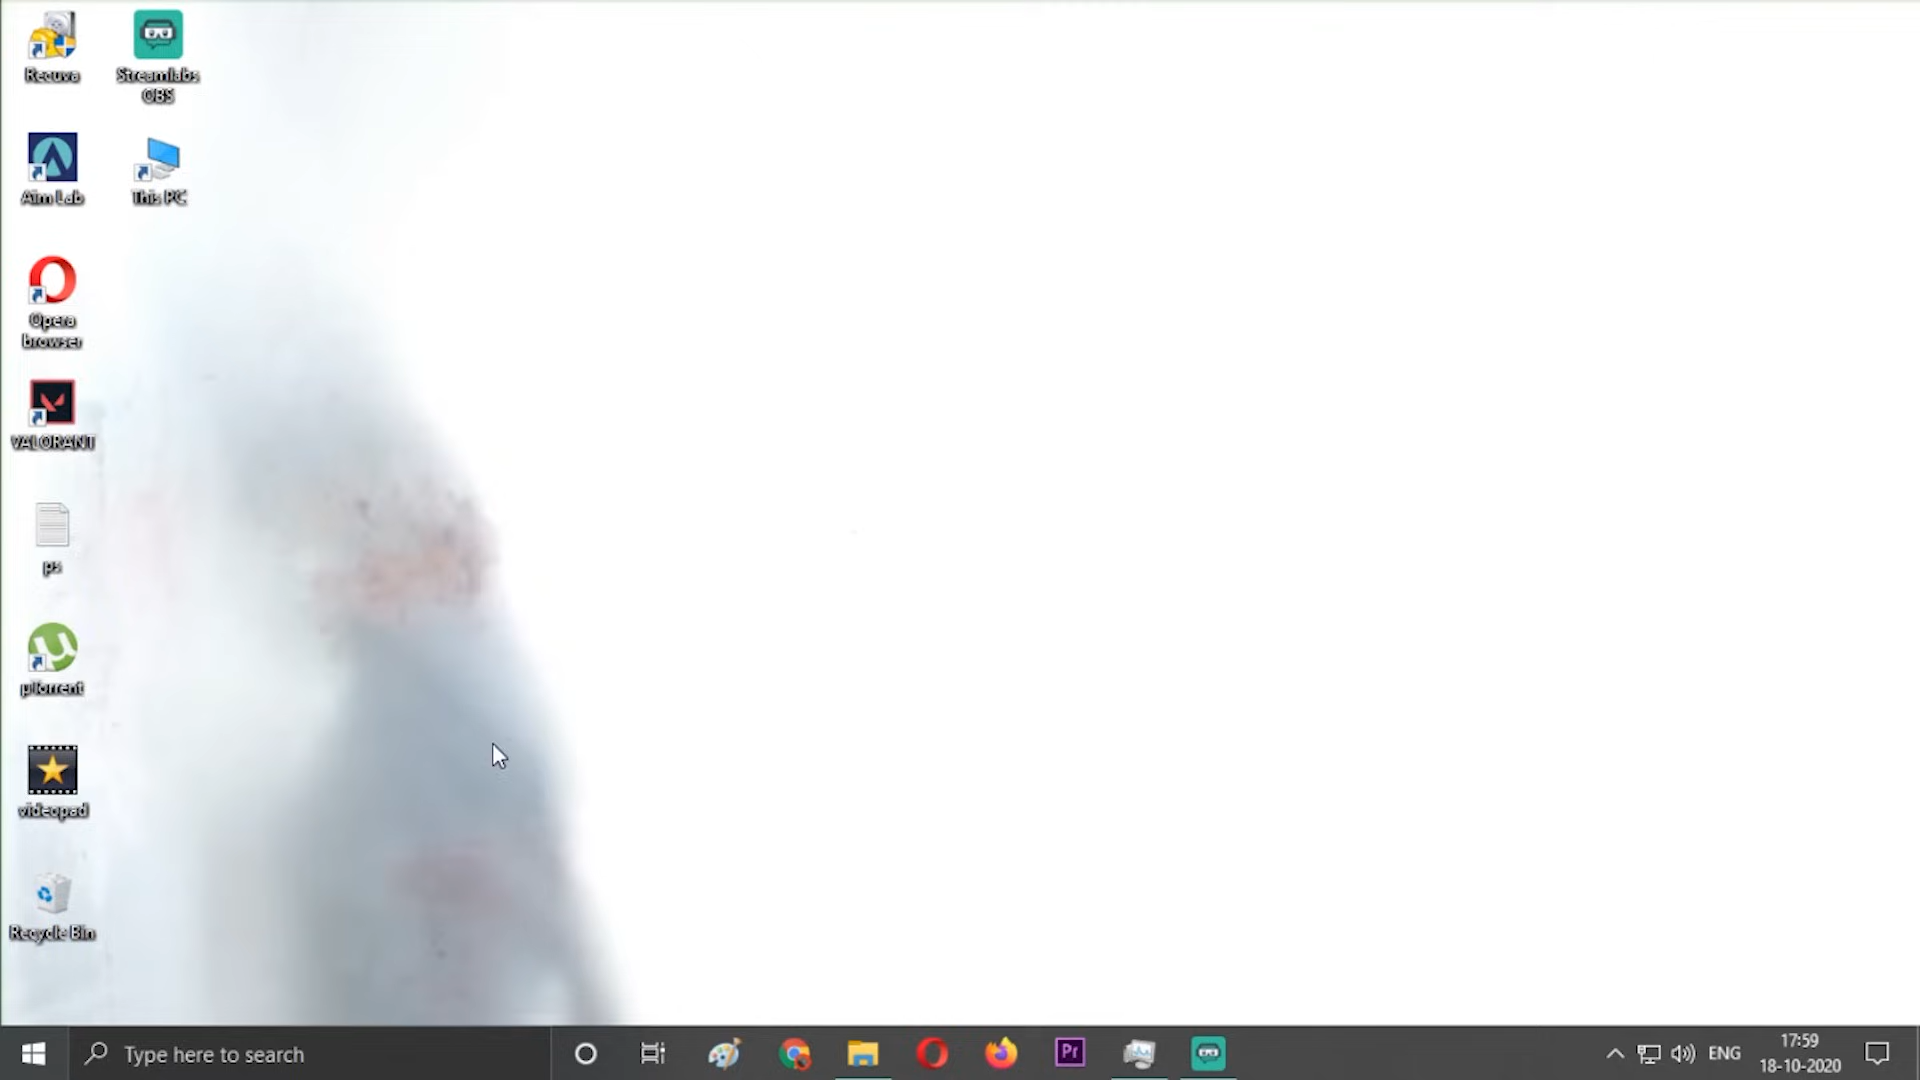 Recuva
Streamlabs
OBS
Aim Lab
This PC
Opera
browser
VALORANT
ps
µTorrent
videopad
Recycle Bin
Type here to search
Pr
ENG
17:59
18-10-2020